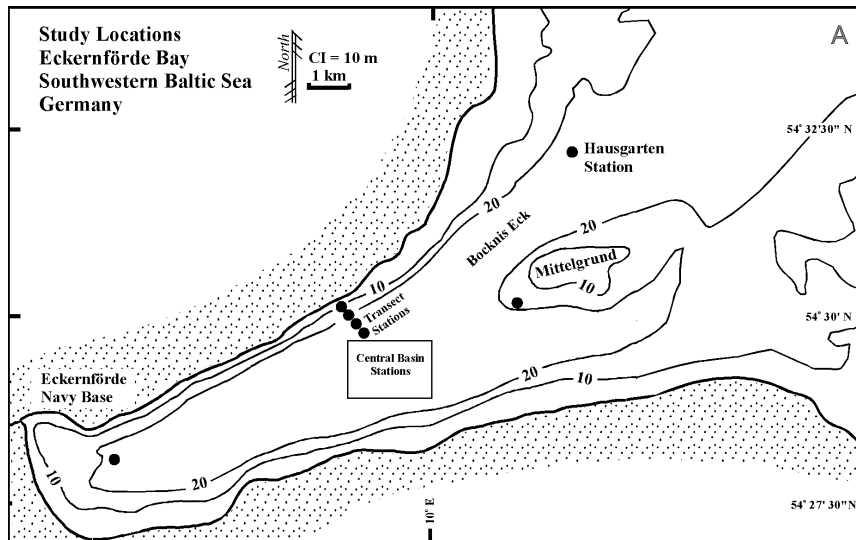 Study Locations
Eckernförde Bay
Southwestern Baltic Sea
Germany
North
CI = 10 m
1 km
A
54° 32' 30" N
Hausgarten
Station
20
Bocknis Eck
20
Mittelgrund
10
10
Transect
Stations
54° 30' N
Central Basin
Stations
Eckernförde
Navy Base
20
10
10
20
10° E
54° 27' 30" N